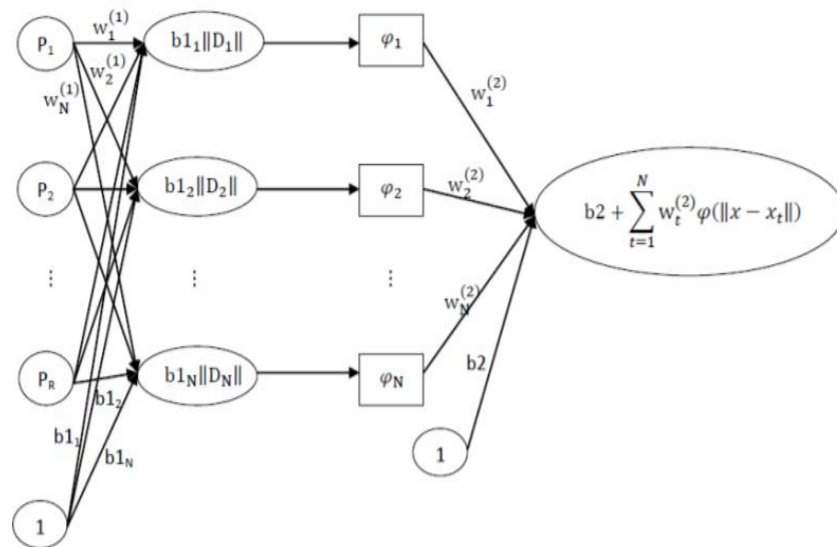 P₁
w₁⁽¹⁾
b1₁‖D₁‖
φ₁
w₂⁽¹⁾
w_N⁽¹⁾
w₁⁽²⁾
P₂
b1₂‖D₂‖
φ₂
w₂⁽²⁾
b2 + ∑_{t=1}^{N} w_t⁽²⁾φ(‖x − x_t‖)
⋮ ⋮ ⋮
w_N⁽²⁾
P_R
b1_N‖D_N‖
φ_N
b2
b1₂
b1₁
b1_N
1
1